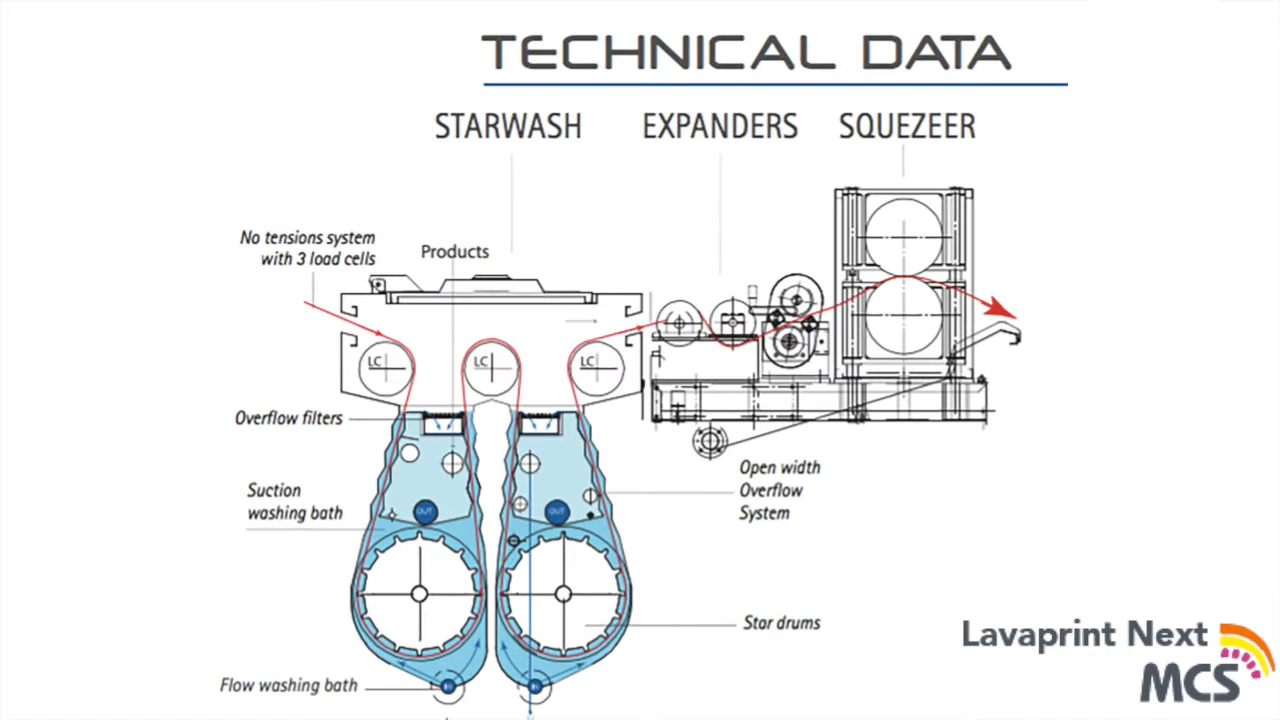 TECHNICAL DATA
STARWASH
EXPANDERS
SQUEZEER
No tensions system
with 3 load cells
Products
LC
LC
LC
Overflow filters
Suction
washing bath
OUT
OUT
Open width
Overflow
System
Star drums
Flow washing bath
Lavaprint Next
MCS